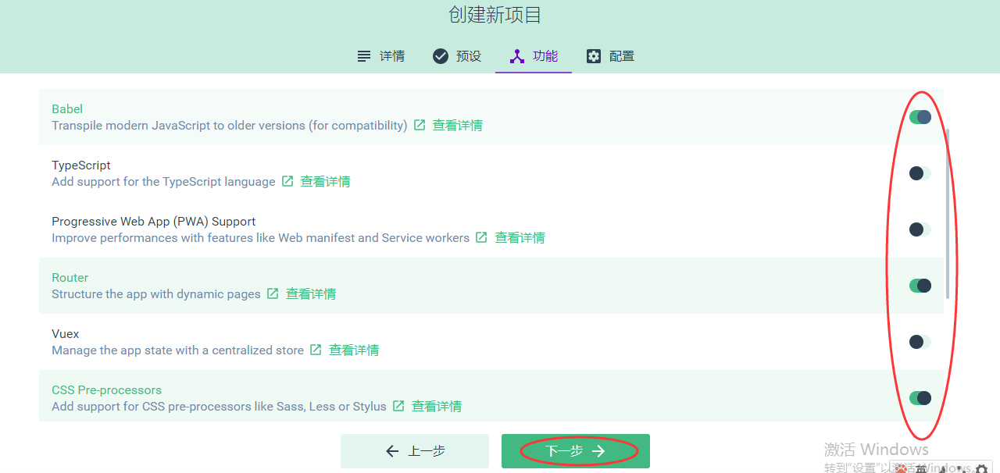 创建新项目
详情 预设 功能 配置
Babel
Transpile modern JavaScript to older versions (for compatibility) 查看详情
TypeScript
Add support for the TypeScript language 查看详情
Progressive Web App (PWA) Support
Improve performances with features like Web manifest and Service workers 查看详情
Router
Structure the app with dynamic pages 查看详情
Vuex
Manage the app state with a centralized store 查看详情
CSS Pre-processors
Add support for CSS pre-processors like Sass, Less or Stylus 查看详情
上一步 下一步
激活 Windows
转到"设置"以激活 Windows。
英